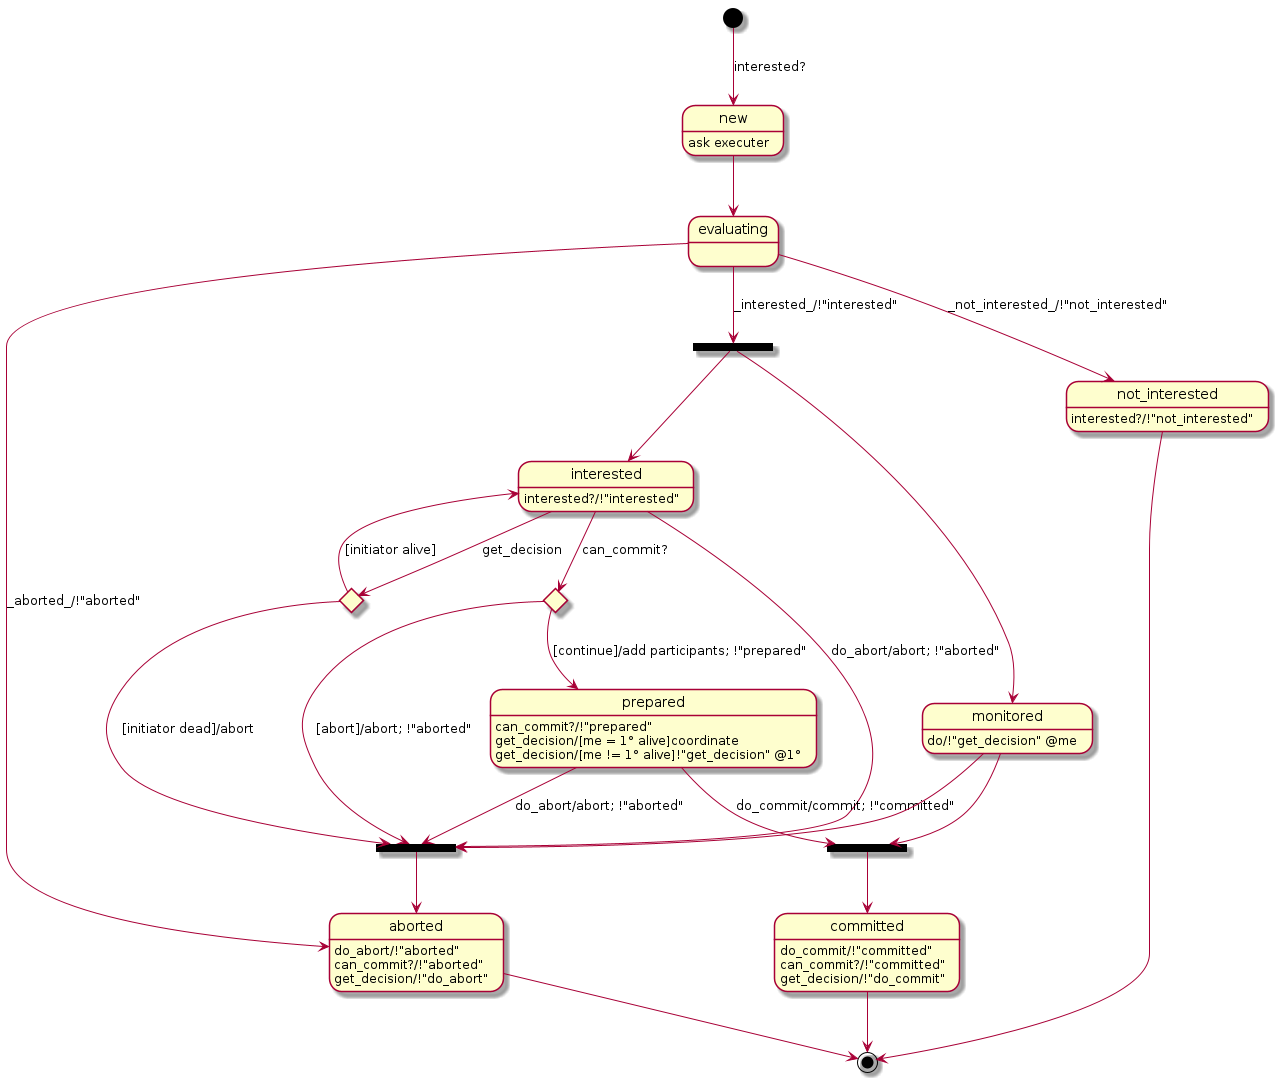 interested?
new
ask executer
evaluating
_interested_/!"interested"
_not_interested_/!"not_interested"
not_interested
interested?/!"not_interested"
interested
interested?/!"interested"
[initiator alive]
get_decision
can_commit?
_aborted_/!"aborted"
[continue]/add participants; !"prepared"
do_abort/abort; !"aborted"
prepared
can_commit?/!"prepared"
get_decision/[me = 1° alive]coordinate
get_decision/[me != 1° alive]!"get_decision" @1°
monitored
do/!"get_decision" @me
[initiator dead]/abort
[abort]/abort; !"aborted"
do_abort/abort; !"aborted"
do_commit/commit; !"committed"
aborted
do_abort/!"aborted"
can_commit?/!"aborted"
get_decision/!"do_abort"
committed
do_commit/!"committed"
can_commit?/!"committed"
get_decision/!"do_commit"